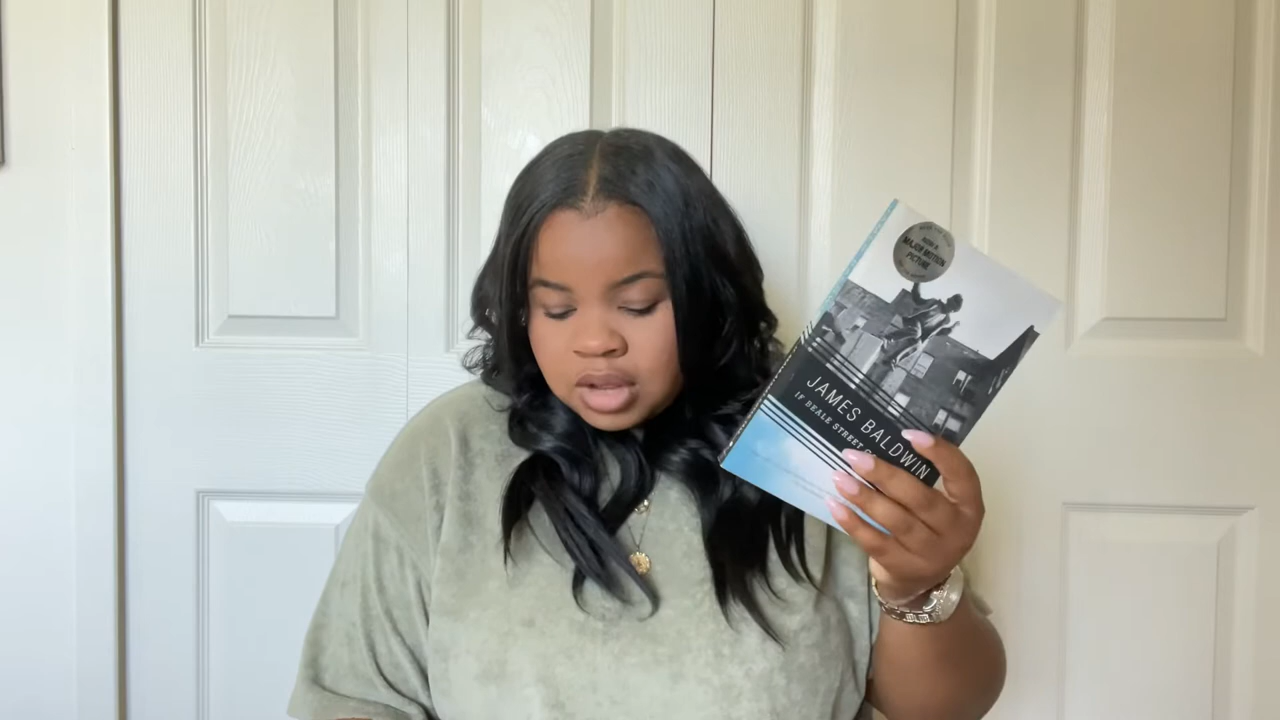 NOW A
MAJOR MOTION
PICTURE
JAMES BALDWIN
IF BEALE STREET